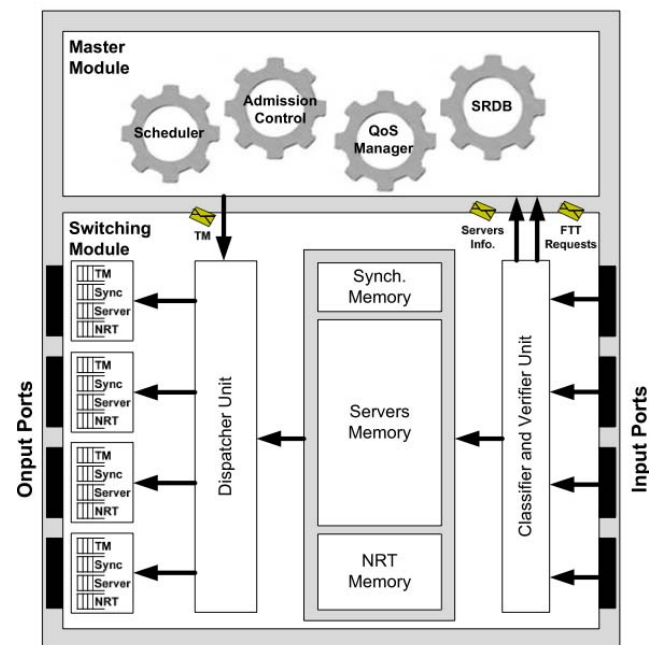 Master
Module
Scheduler
Admission
Control
QoS
Manager
SRDB
TM
Servers
Info.
FTT
Requests
Switching
Module
TM
Sync
Server
NRT
TM
Sync
Server
NRT
TM
Sync
Server
NRT
TM
Sync
Server
NRT
Onput Ports
Dispatcher Unit
Synch.
Memory
Servers
Memory
NRT
Memory
Classifier and Verifier Unit
Input Ports